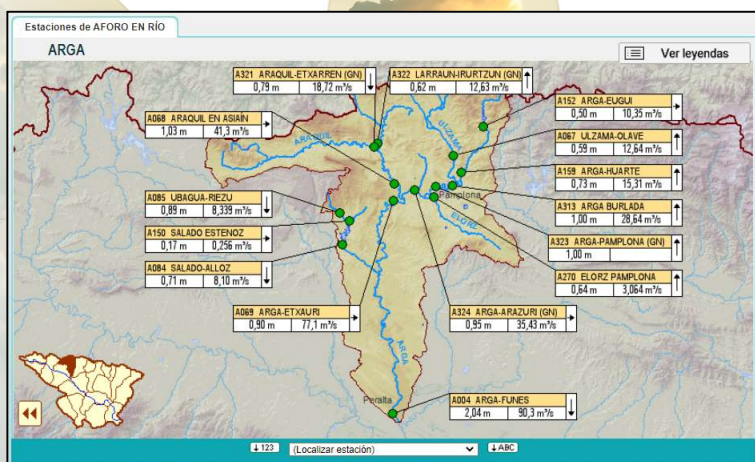 Estaciones de AFORO EN RÍO
ARGA
Ver leyendas
A321 ARAQUIL-ETXARREN (GN)
0,79 m 18,72 m³/s
A322 LARRAUN-IRURTZUN (GN)
0,62 m 12,63 m³/s
A152 ARGA-EUGUI
0,50 m 10,35 m³/s
A068 ARAQUIL EN ASIAÍN
1,03 m 41,3 m³/s
A067 ULZAMA-OLAVE
0,59 m 12,64 m³/s
ARAQUIL
ULZAMA
A159 ARGA-HUARTE
0,73 m 15,31 m³/s
A085 UBAGUA-RIEZU
0,89 m 8,339 m³/s
Pamplona
A313 ARGA BURLADA
1,00 m 28,64 m³/s
A150 SALADO ESTENOZ
0,17 m 0,256 m³/s
ELORZ
A323 ARGA-PAMPLONA (GN)
1,00 m
A084 SALADO-ALLOZ
0,71 m 8,10 m³/s
A270 ELORZ PAMPLONA
0,64 m 3,064 m³/s
A069 ARGA-ETXAURI
0,90 m 77,1 m³/s
A324 ARGA-ARAZURI (GN)
0,95 m 35,43 m³/s
ARGA
Peralta
A004 ARGA-FUNES
2,04 m 90,3 m³/s
↓123 (Localizar estación) ↓ABC